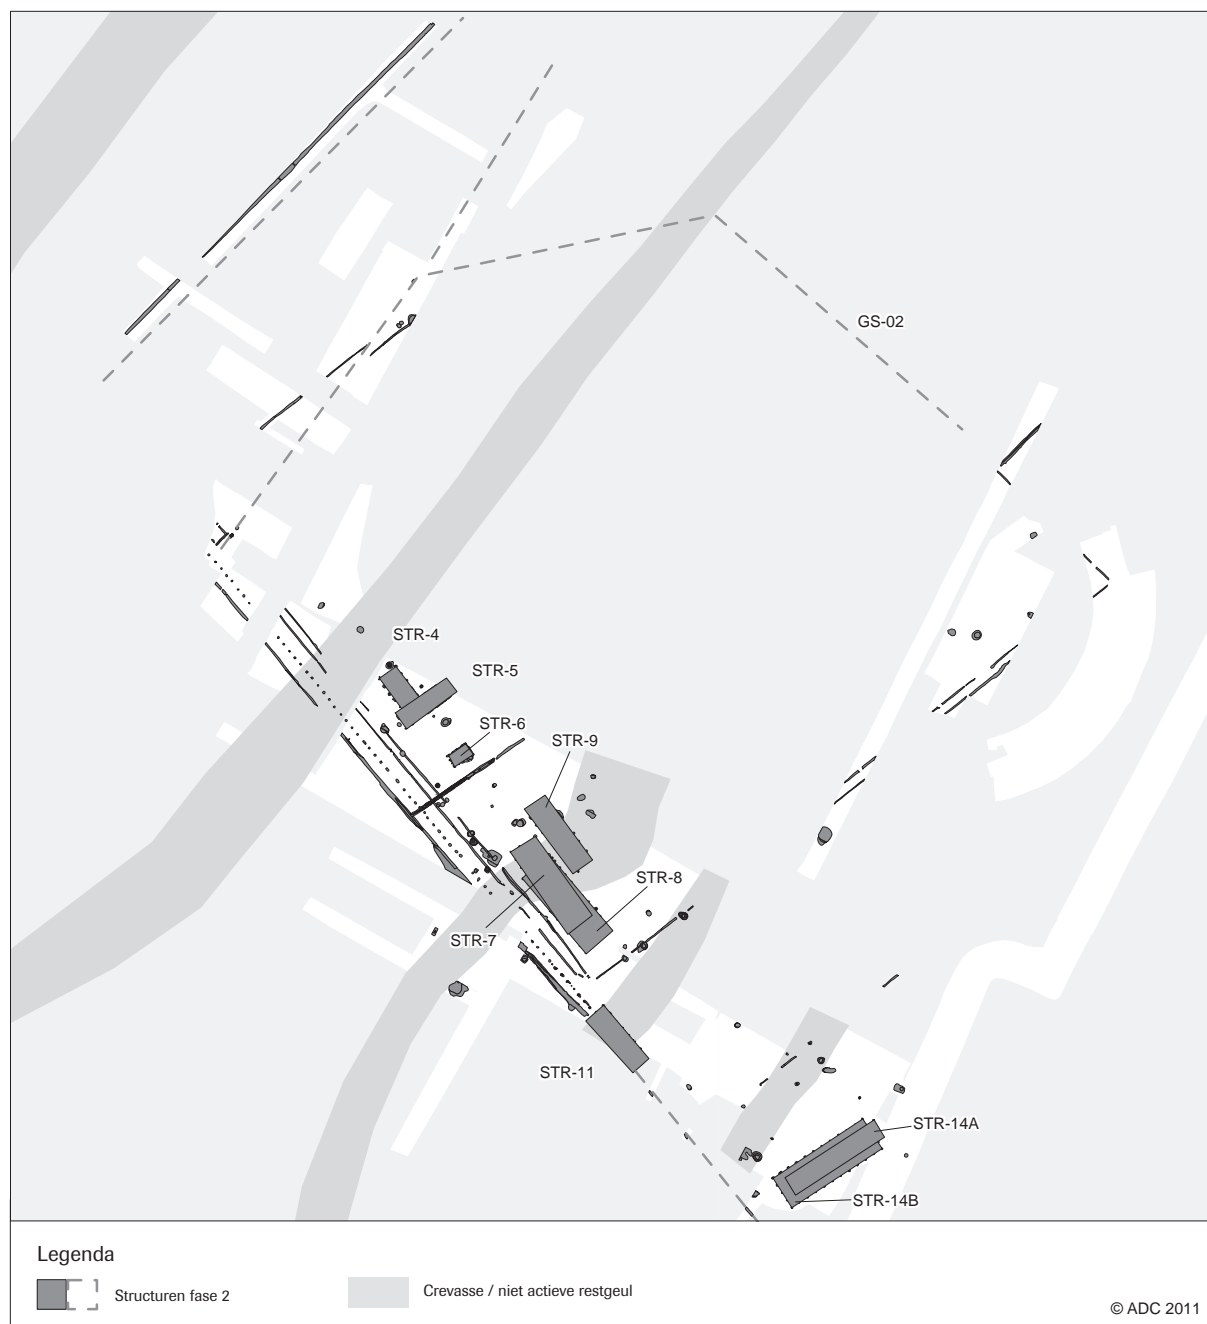 GS-02
STR-4
STR-5
STR-6
STR-9
STR-8
STR-7
STR-11
STR-14A
STR-14B
Legenda
Structuren fase 2
Crevasse / niet actieve restgeul
© ADC 2011